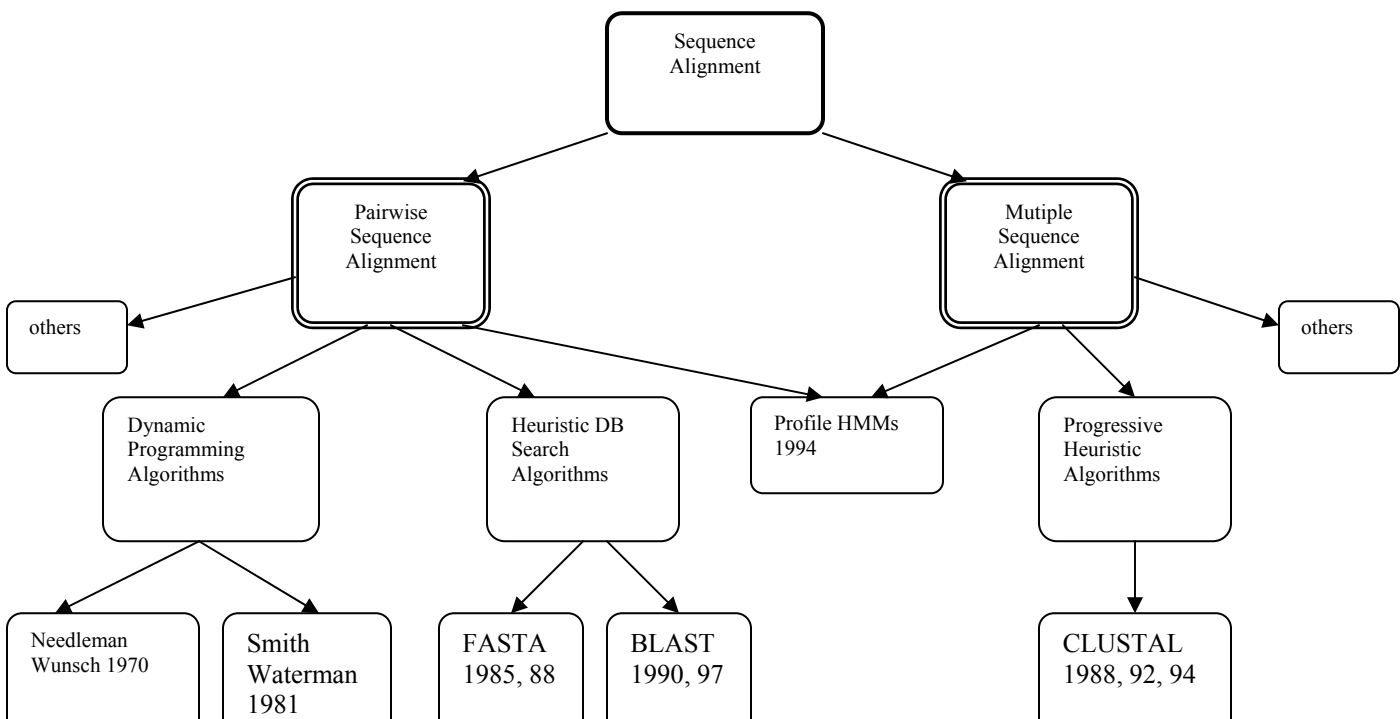 Sequence
Alignment
Pairwise
Sequence
Alignment
Mutiple
Sequence
Alignment
others
others
Dynamic
Programming
Algorithms
Heuristic DB
Search
Algorithms
Profile HMMs
1994
Progressive
Heuristic
Algorithms
Needleman
Wunsch 1970
Smith
Waterman
1981
FASTA
1985, 88
BLAST
1990, 97
CLUSTAL
1988, 92, 94